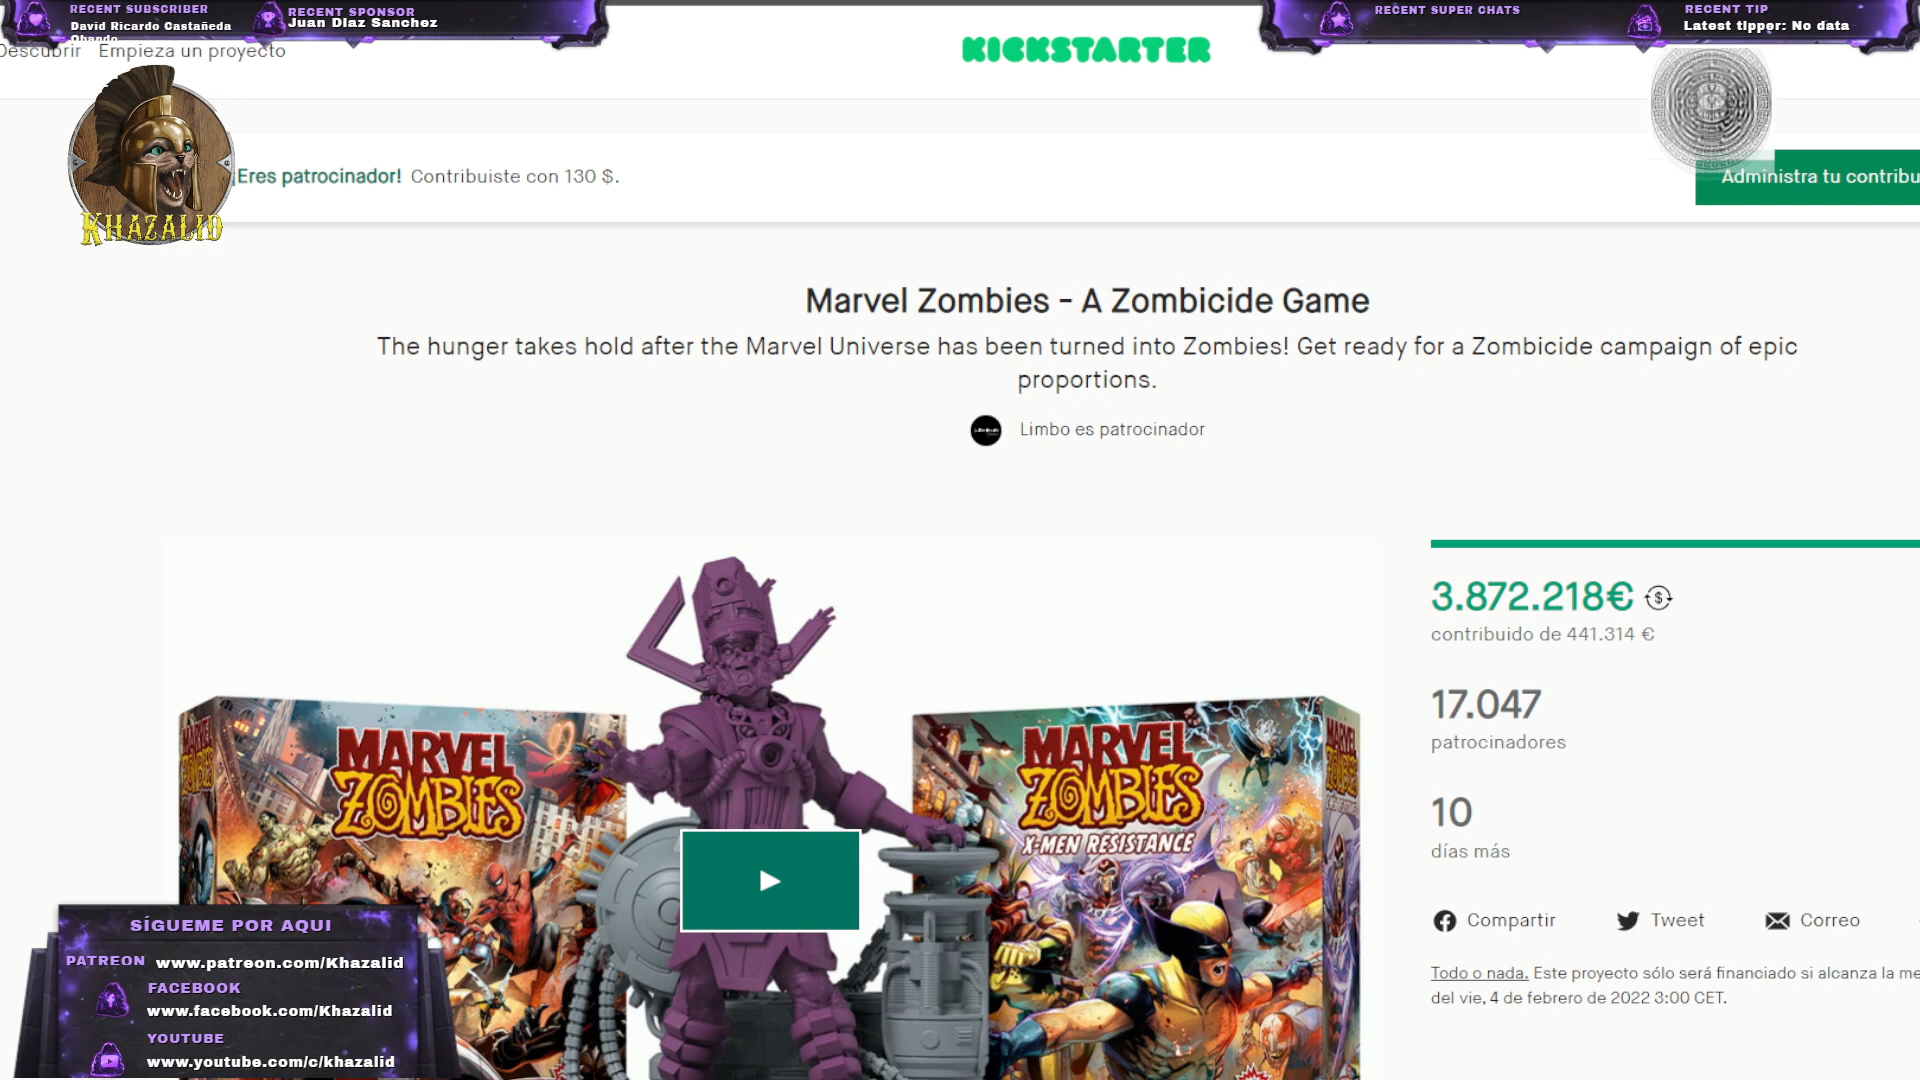 RECENT SUBSCRIBER
David Ricardo Castañeda
Obando
RECENT SPONSOR
Juan Diaz Sanchez
RECENT SUPER CHATS
RECENT TIP
Latest tipper: No data
Descubrir Empieza un proyecto
KICKSTARTER
KHAZALID
¡Eres patrocinador! Contribuiste con 130 $.
Administra tu contribu
Marvel Zombies - A Zombicide Game
The hunger takes hold after the Marvel Universe has been turned into Zombies! Get ready for a Zombicide campaign of epic
proportions.
Limbo es patrocinador
3.872.218€
contribuido de 441.314 €
17.047
patrocinadores
10
días más
Compartir Tweet Correo
Todo o nada. Este proyecto sólo será financiado si alcanza la me
del vie, 4 de febrero de 2022 3:00 CET.
MARVEL
ZOMBIES
MARVEL
ZOMBIES
X-MEN RESISTANCE
MARVEL
ZOMBIES
SÍGUEME POR AQUI
PATREON www.patreon.com/Khazalid
FACEBOOK
www.facebook.com/Khazalid
YOUTUBE
www.youtube.com/c/khazalid